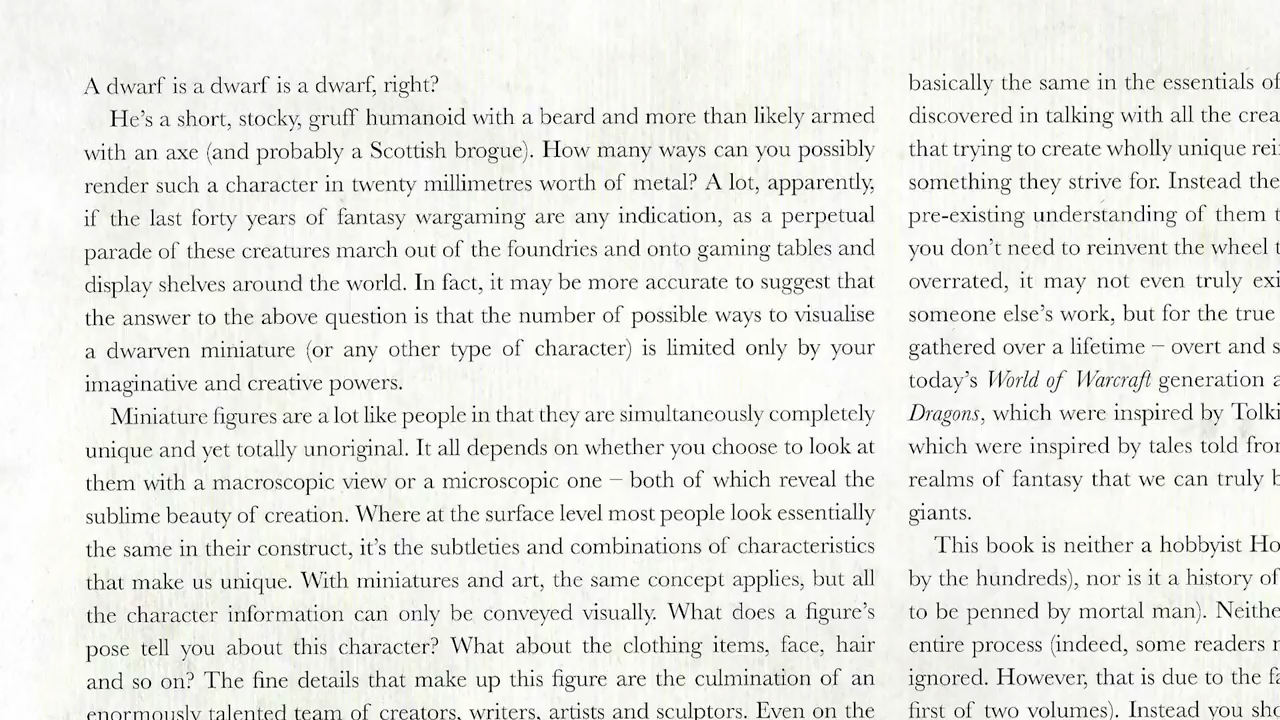 A dwarf is a dwarf is a dwarf, right?
He's a short, stocky, gruff humanoid with a beard and more than likely armed
with an axe (and probably a Scottish brogue). How many ways can you possibly
render such a character in twenty millimetres worth of metal? A lot, apparently,
if the last forty years of fantasy wargaming are any indication, as a perpetual
parade of these creatures march out of the foundries and onto gaming tables and
display shelves around the world. In fact, it may be more accurate to suggest that
the answer to the above question is that the number of possible ways to visualise
a dwarven miniature (or any other type of character) is limited only by your
imaginative and creative powers.
Miniature figures are a lot like people in that they are simultaneously completely
unique and yet totally unoriginal. It all depends on whether you choose to look at
them with a macroscopic view or a microscopic one – both of which reveal the
sublime beauty of creation. Where at the surface level most people look essentially
the same in their construct, it's the subtleties and combinations of characteristics
that make us unique. With miniatures and art, the same concept applies, but all
the character information can only be conveyed visually. What does a figure's
pose tell you about this character? What about the clothing items, face, hair
and so on? The fine details that make up this figure are the culmination of an
enormously talented team of creators, writers, artists and sculptors. Even on the
basically the same in the essentials of
discovered in talking with all the
that trying to create wholly unique
something they strive for. Instead
pre-existing understanding of them
you don't need to reinvent the wheel
overrated, it may not even truly
someone else's work, but for the true
gathered over a lifetime – overt and
today's World of Warcraft generation
Dragons, which were inspired by
which were inspired by tales told
realms of fantasy that we can truly
giants.
This book is neither a hobbyist
by the hundreds), nor is it a history of
to be penned by mortal man).
entire process (indeed, some readers
ignored. However, that is due to the
first of two volumes). Instead you